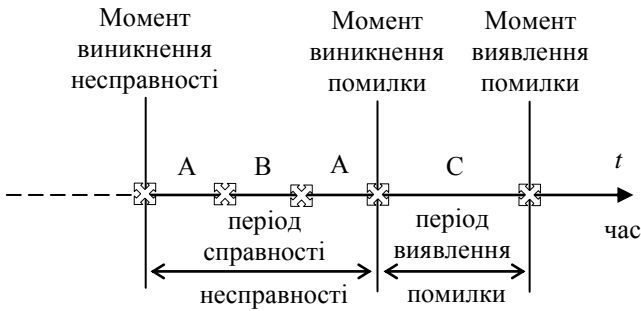 Момент
виникнення
несправності
Момент
виникнення
помилки
Момент
виявлення
помилки
A B A C t
час
період
справності
несправності
період
виявлення
помилки